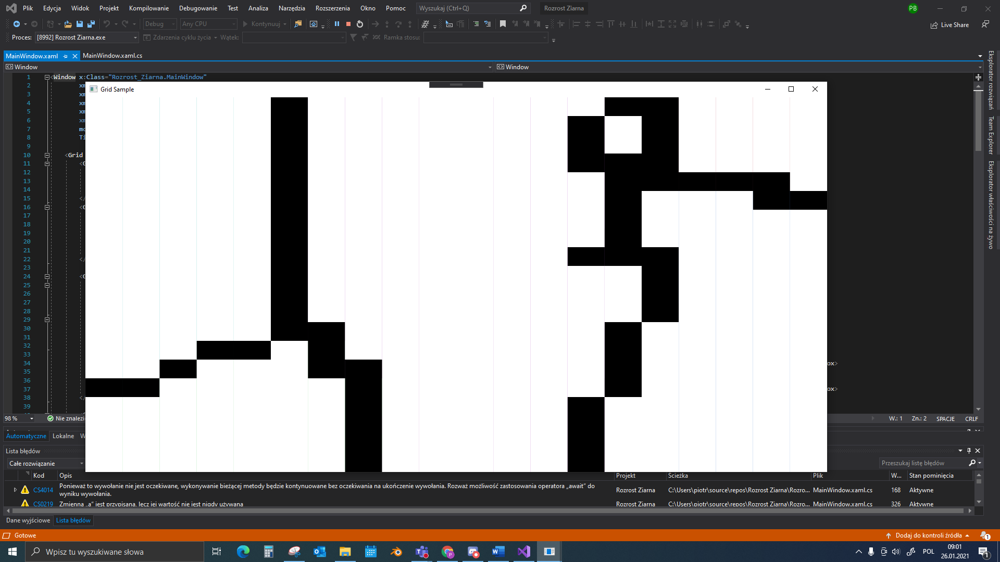 Plik Edycja Widok Projekt Kompilowanie Debugowanie Test Analiza Narzędzia Rozszerzenia Okno Pomoc Wyszukaj (Ctrl+Q) Rozrost Ziarna PB
Debug Any CPU Kontynuuj Live Share
Proces: [8992] Rozrost Ziarna.exe Zdarzenia cyklu życia Wątek: Ramka stosu:
MainWindow.xaml MainWindow.xaml.cs
Window Window
1 <Window x:Class="Rozrost_Ziarna.MainWindow"
Grid Sample
2 xm
3 xm
4 xm
5 xm
6 xm
7 mc
8 Ti
9
10 <Grid
11 <G
12
13
14
15 </
16 <G
17
18
19
20
21
22 </
23
24 <G
25
26
27
28
29
30
31
32
33
34 ox>
35
36
37 ox>
38 </
39
98 % Nie znalezi W.: 1 Zn.: 2 SPACJE CRLF
Automatyczne Lokalne W
Lista błędów
Całe rozwiązanie Przeszukaj listę błędów
Kod Opis Projekt Ścieżka Plik W... Stan pominięcia
CS4014 Ponieważ to wywołanie nie jest oczekiwane, wykonywanie bieżącej metody będzie kontynuowane bez oczekiwania na ukończenie wywołania. Rozważ możliwość zastosowania operatora „await” do wyniku wywołania. Rozrost Ziarna C:\Users\piotr\source\repos\Rozrost Ziarna\Rozro... MainWindow.xaml.cs 168 Aktywne
CS0219 Zmienna „a” jest przypisana, lecz jej wartość nie jest nigdy używana Rozrost Ziarna C:\Users\piotr\source\repos\Rozrost Ziarna\Rozro... MainWindow.xaml.cs 326 Aktywne
Dane wyjściowe Lista błędów
Gotowe Dodaj do kontroli źródła 1
Wpisz tu wyszukiwane słowa POL 09:01
26.01.2021 1
Eksplorator rozwiązań
Team Explorer
Eksplorator właściwości na żywo